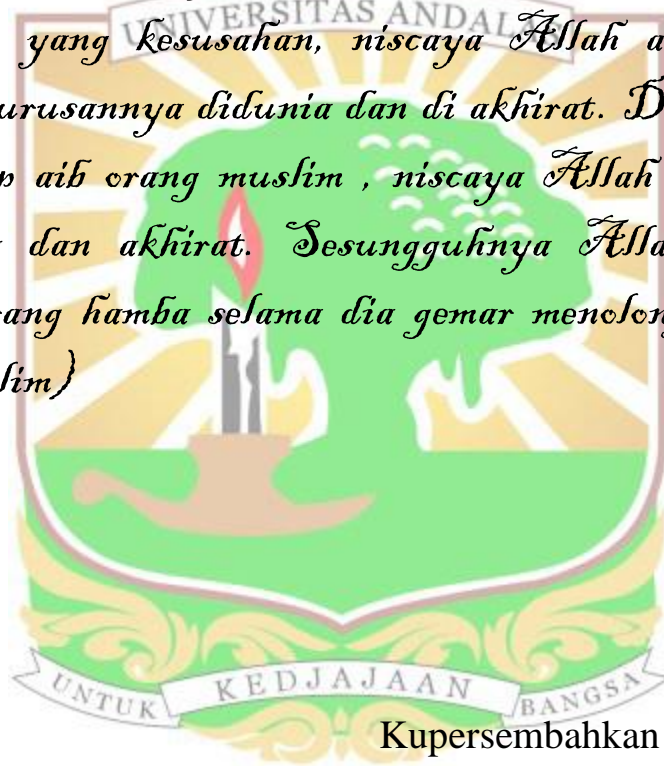 UNIVERSITAS ANDAL
yang kesusahan, niscaya Allah a
urusannya didunia dan di akhirat. D
aib orang muslim , niscaya Allah
dan akhirat. Sesungguhnya Alla
ang hamba selama dia gemar menolong
lim)
UNTUK KEDJAJAAN BANGSA
Kupersembahkan